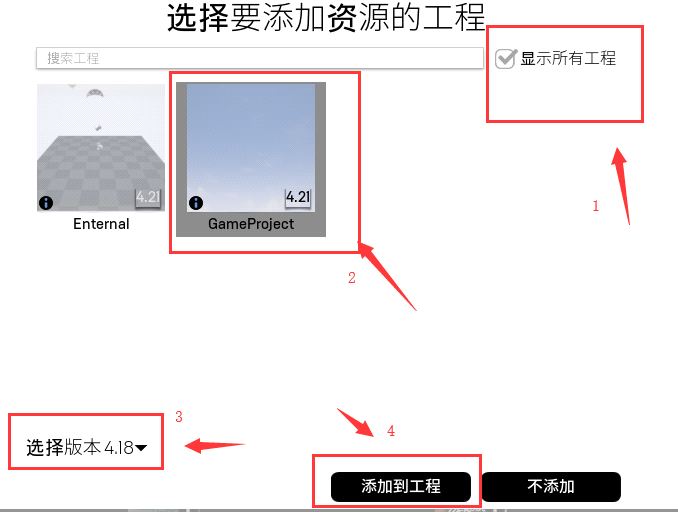 选择要添加资源的工程
搜索工程
显示所有工程
1
4.21
4.21
Enternal
GameProject
2
3
选择版本 4.18
4
添加到工程
不添加